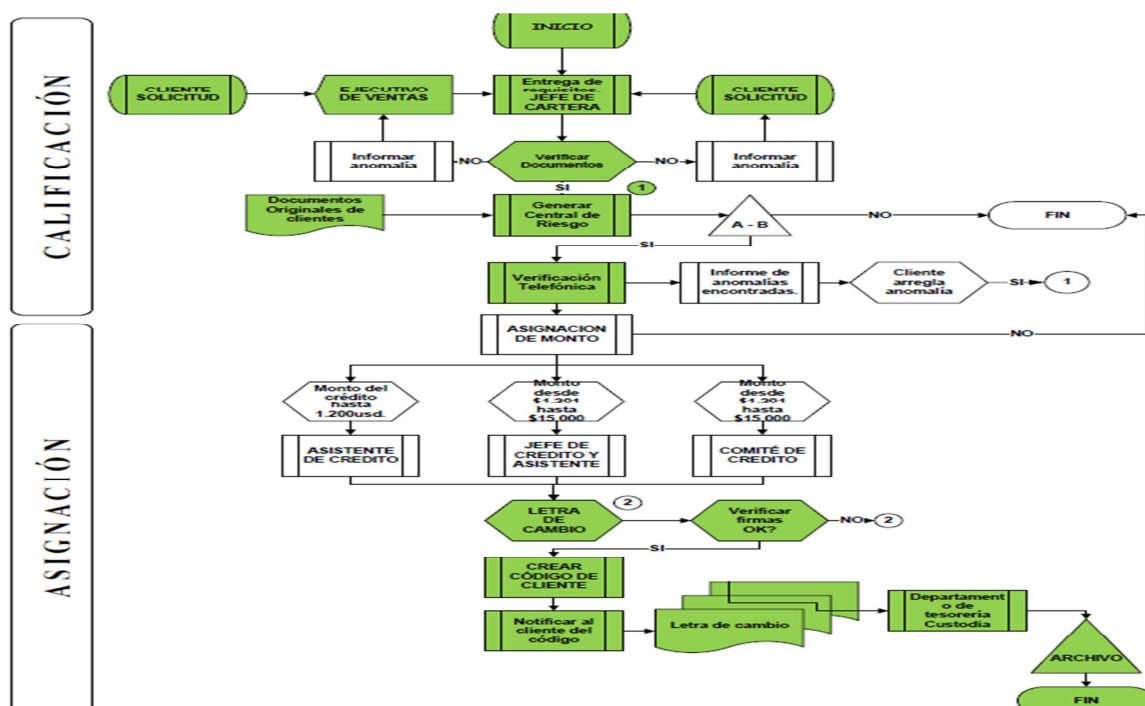 CALIFICACIÓN
INICIO
CLIENTE
SOLICITUD
EJECUTIVO
DE VENTAS
Entrega de
requisitos.
JEFE DE
CARTERA
CLIENTE
SOLICITUD
Informar
anomalía
NO
Verificar
Documentos
NO
Informar
anomalía
SI
1
Documentos
Originales de
clientes
Generar
Central de
Riesgo
A - B
NO
FIN
SI
Verificación
Telefónica
Informe de
anomalías
encontradas.
Cliente
arregla
anomalía
SI
1
ASIGNACIÓN
ASIGNACION
DE MONTO
NO
Monto del
crédito
hasta
1.200usd.
Monto
desde
$1.201
hasta
$15.000
Monto
desde
$1.201
hasta
$15.000
ASISTENTE
DE CREDITO
JEFE DE
CREDITO Y
ASISTENTE
COMITÉ DE
CREDITO
LETRA
DE
CAMBIO
2
Verificar
firmas
OK?
NO
2
SI
CREAR
CÓDIGO DE
CLIENTE
Notificar al
cliente del
código
Letra de cambio
Departament
o de
tesorería
Custodia
ARCHIVO
FIN